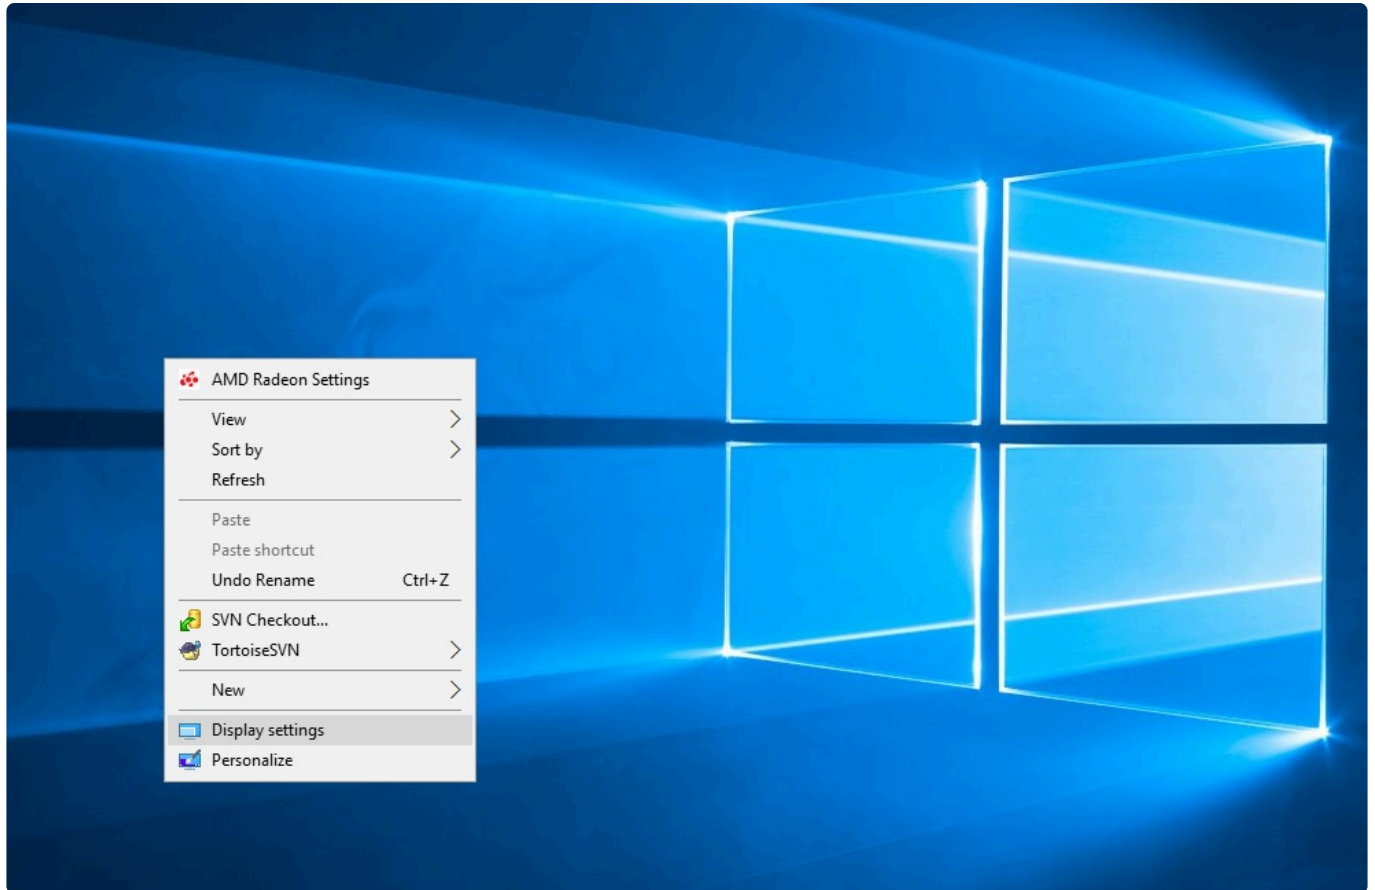 AMD Radeon Settings
View
Sort by
Refresh
Paste
Paste shortcut
Undo Rename Ctrl+Z
SVN Checkout...
TortoiseSVN
New
Display settings
Personalize